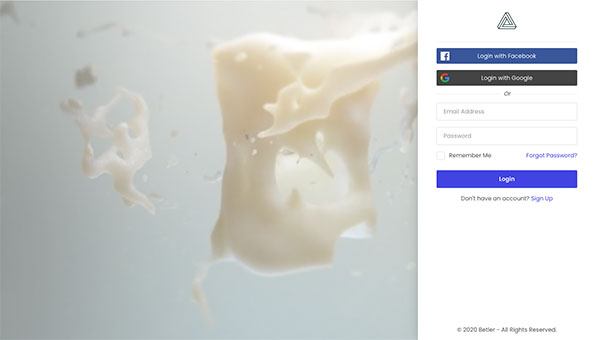 Login with Facebook
Login with Google
Or
Email Address
Password
Remember Me Forgot Password?
Login
Don't have an account? Sign Up
© 2020 Betler - All Rights Reserved.